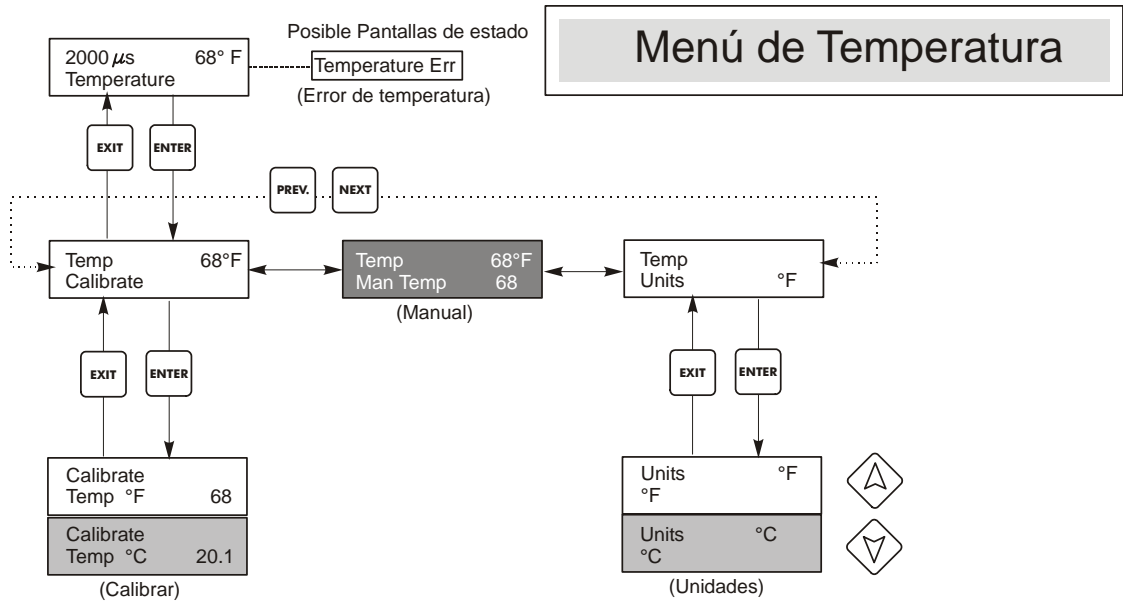 Menú de Temperatura
Posible Pantallas de estado
2000 µs 68° F
Temperature
Temperature Err
(Error de temperatura)
EXIT ENTER
PREV. NEXT
Temp 68°F
Calibrate
Temp 68°F
Man Temp 68
(Manual)
Temp
Units °F
EXIT ENTER
EXIT ENTER
Calibrate
Temp °F 68
Calibrate
Temp °C 20.1
(Calibrar)
Units °F
°F
Units °C
°C
(Unidades)